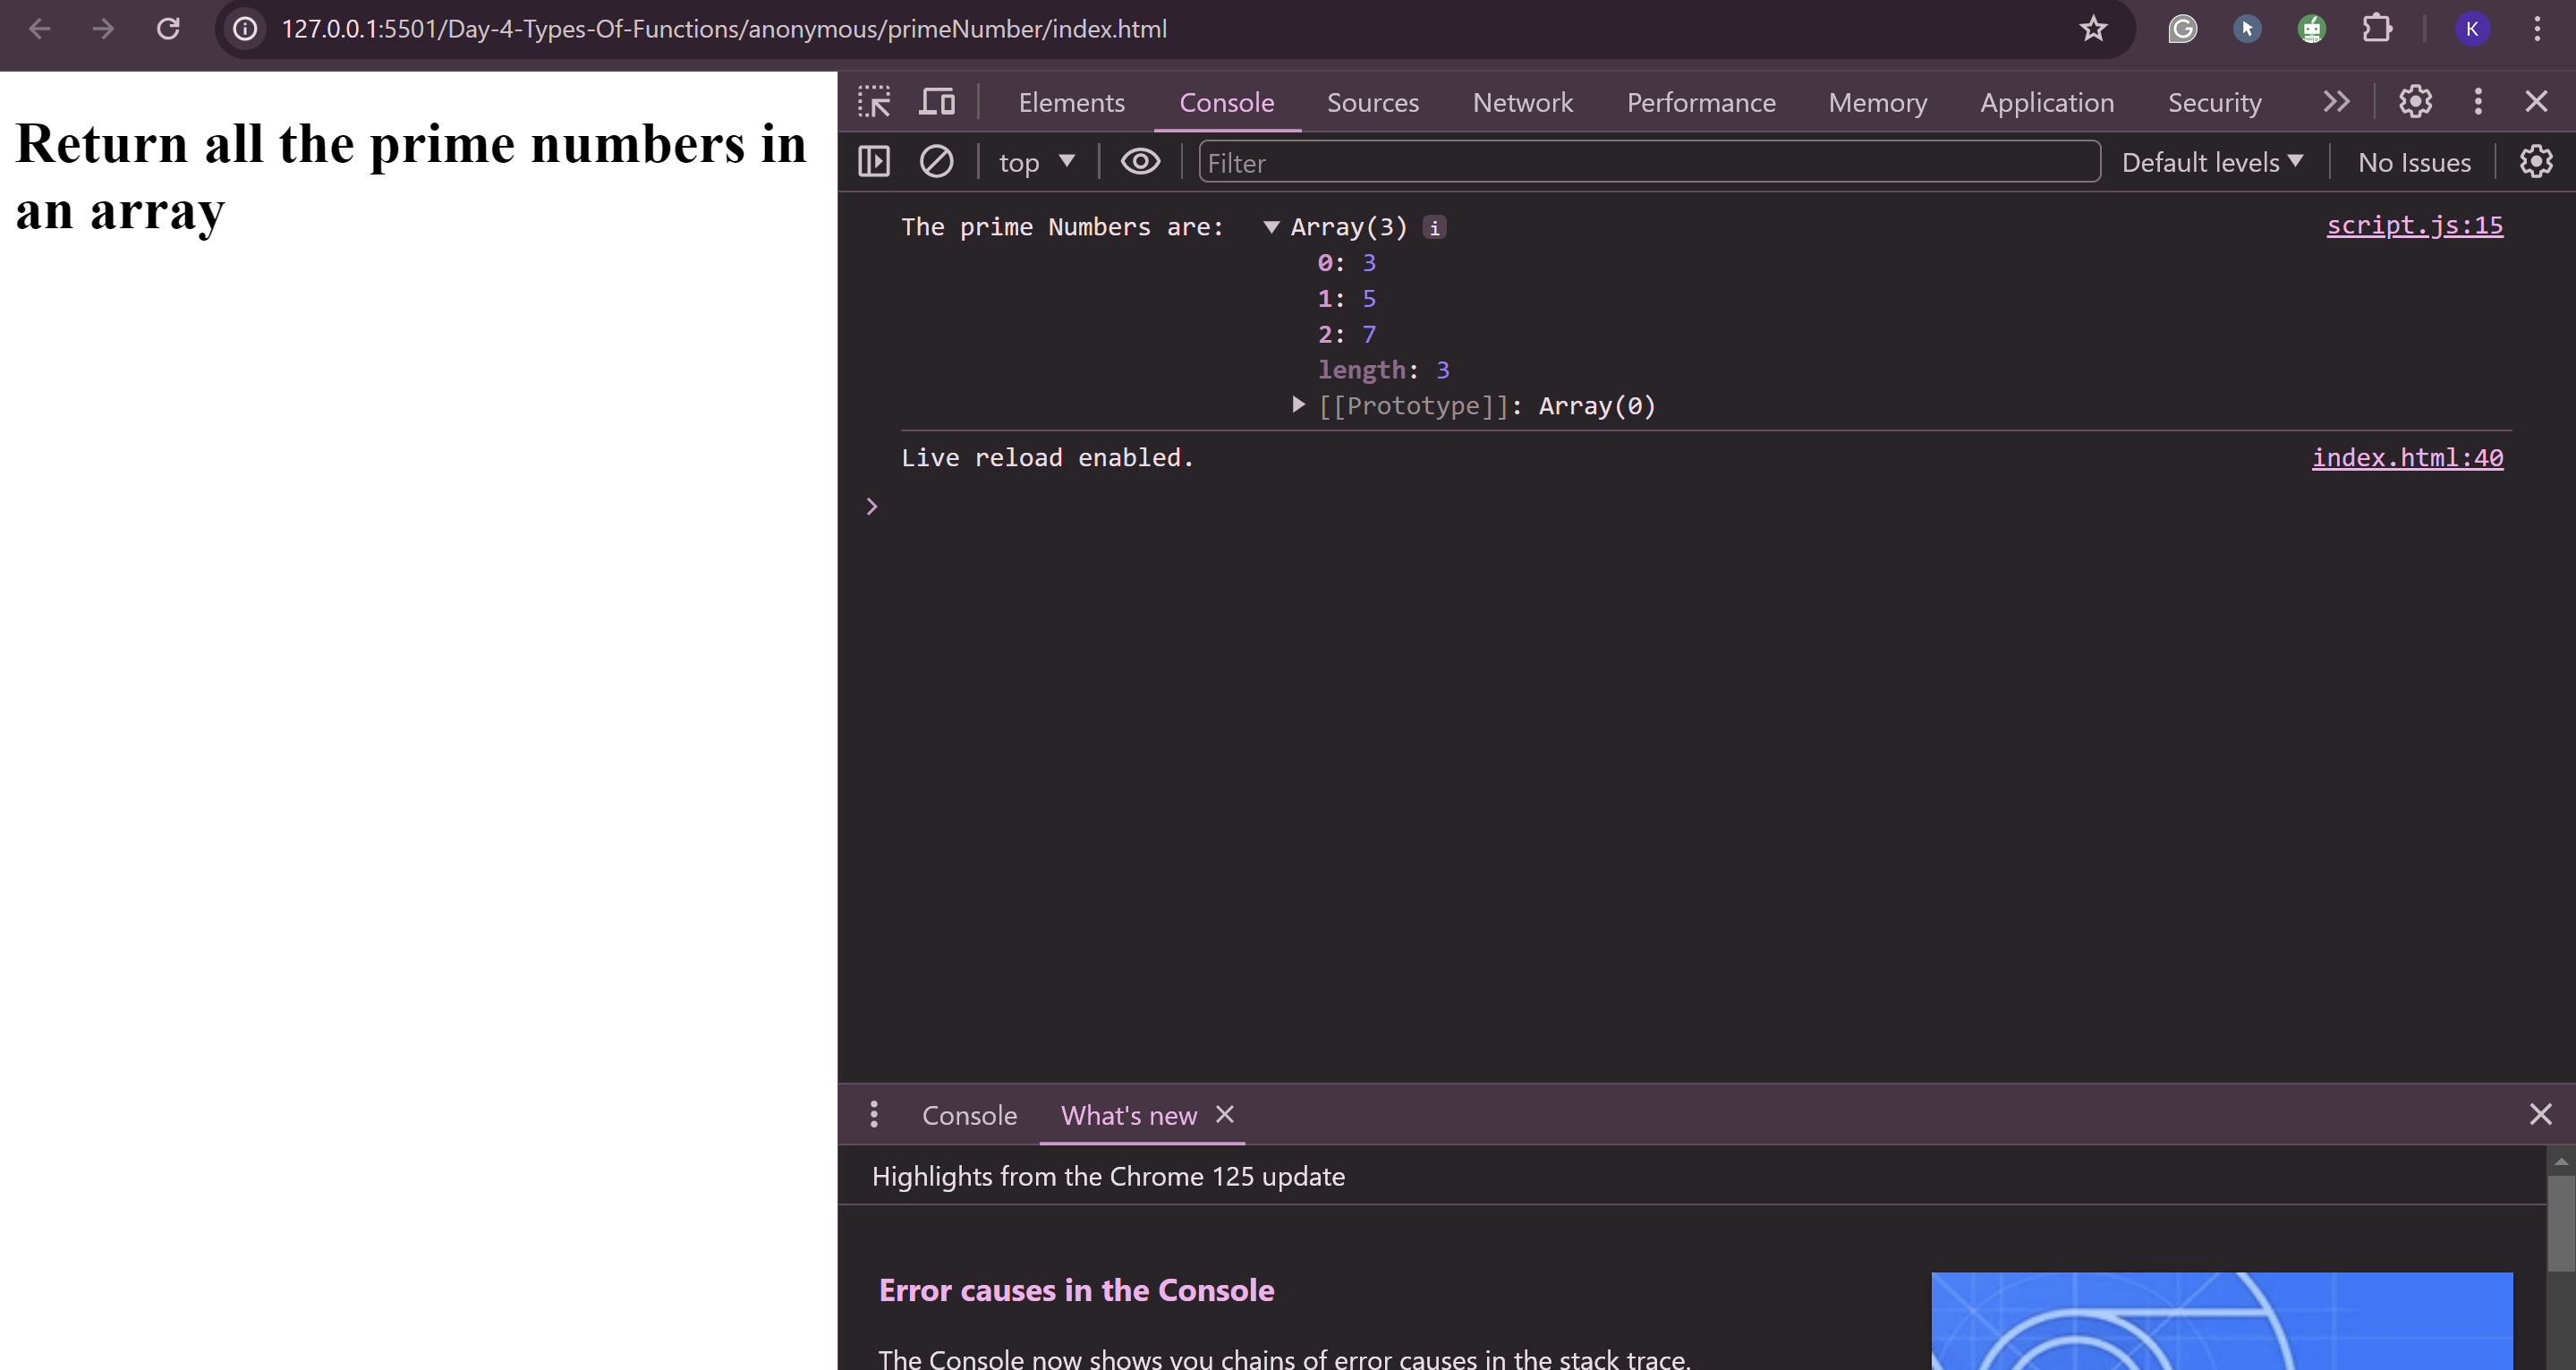 127.0.0.1:5501/Day-4-Types-Of-Functions/anonymous/primeNumber/index.html
K
Return all the prime numbers in
an array
Elements Console Sources Network Performance Memory Application Security
top Filter Default levels No Issues
The prime Numbers are: Array(3) i script.js:15
0: 3
1: 5
2: 7
length: 3
[[Prototype]]: Array(0)
Live reload enabled. index.html:40
Console What's new
Highlights from the Chrome 125 update
Error causes in the Console
The Console now shows you chains of error causes in the stack trace.